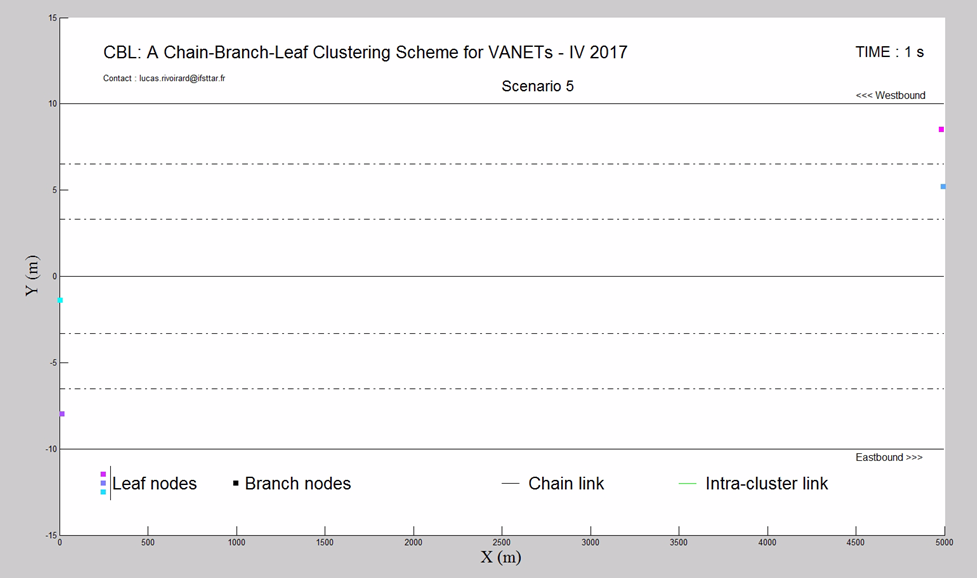 CBL: A Chain-Branch-Leaf Clustering Scheme for VANETs - IV 2017
TIME : 1 s
Contact : lucas.rivoirard@ifsttar.fr
Scenario 5
<<< Westbound
15
10
5
0
-5
-10
-15
Y (m)
Eastbound >>>
Leaf nodes
Branch nodes
Chain link
Intra-cluster link
0 500 1000 1500 2000 2500 3000 3500 4000 4500 5000
X (m)